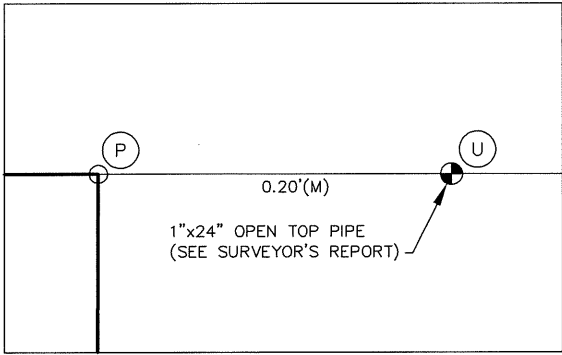 P
U
0.20'(M)
1"x24" OPEN TOP PIPE
(SEE SURVEYOR'S REPORT)